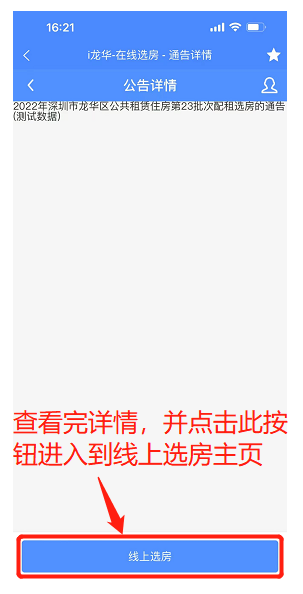 16:21
i龙华-在线选房 - 通告详情
公告详情
2022年深圳市龙华区公共租赁住房第23批次配租选房的通告
(测试数据)
查看完详情，并点击此按
钮进入到线上选房主页
线上选房